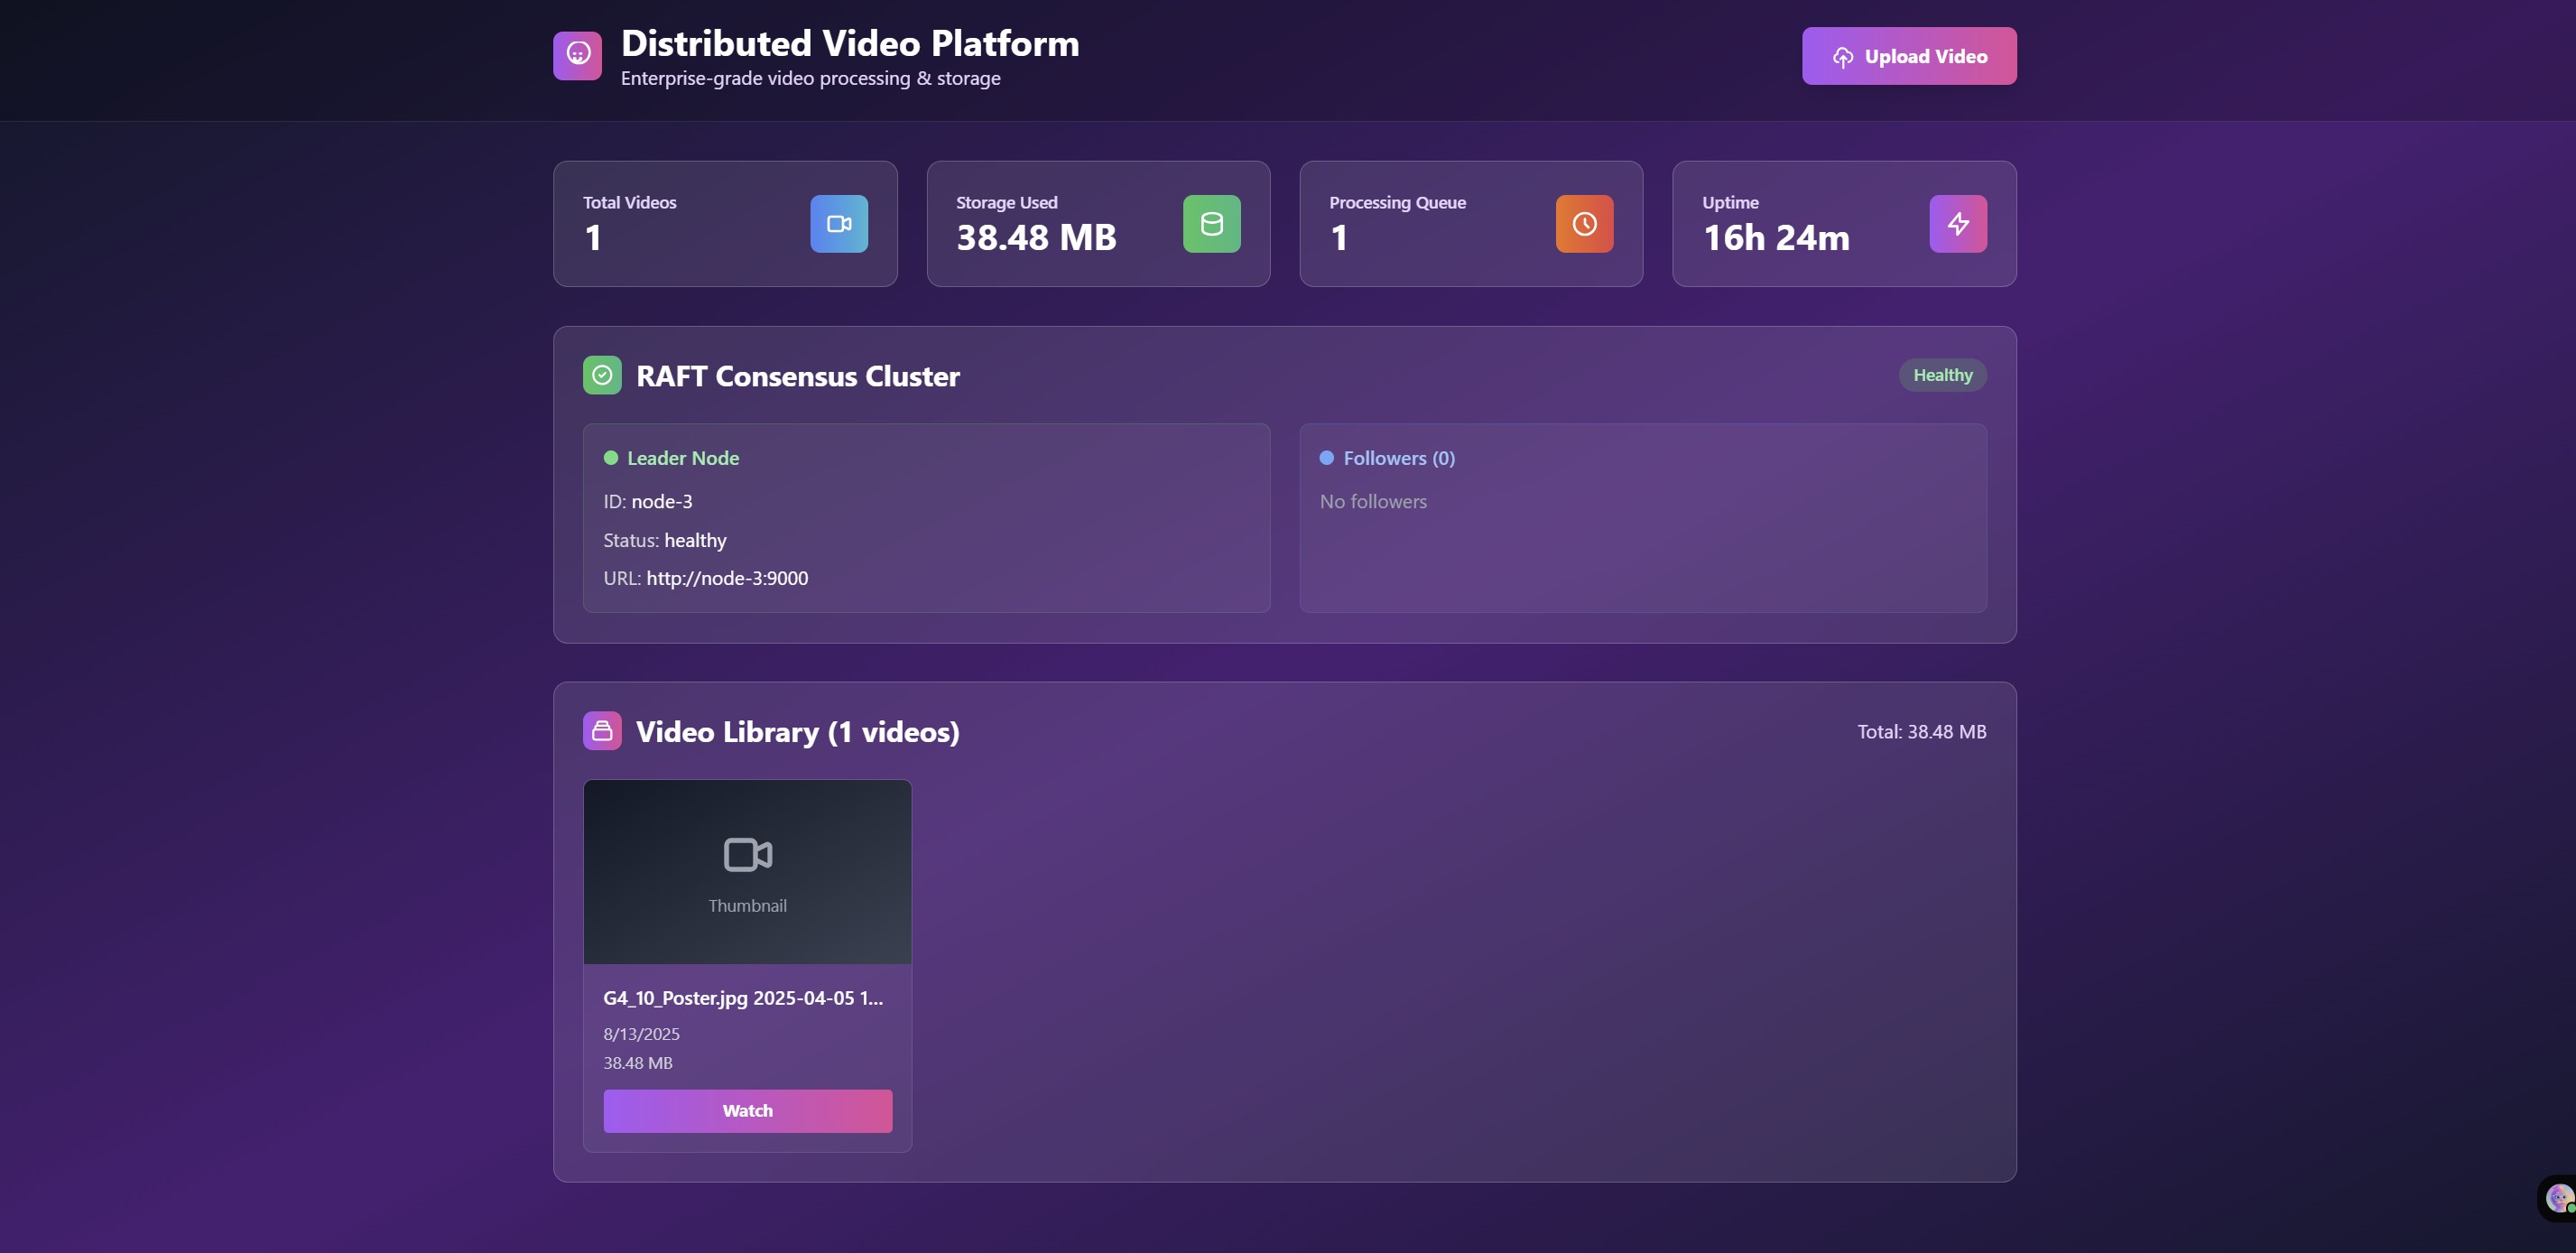 Distributed Video Platform
Enterprise-grade video processing & storage
Upload Video
Total Videos
1
Storage Used
38.48 MB
Processing Queue
1
Uptime
16h 24m
RAFT Consensus Cluster
Healthy
Leader Node
ID: node-3
Status: healthy
URL: http://node-3:9000
Followers (0)
No followers
Video Library (1 videos)
Total: 38.48 MB
Thumbnail
G4_10_Poster.jpg 2025-04-05 1...
8/13/2025
38.48 MB
Watch